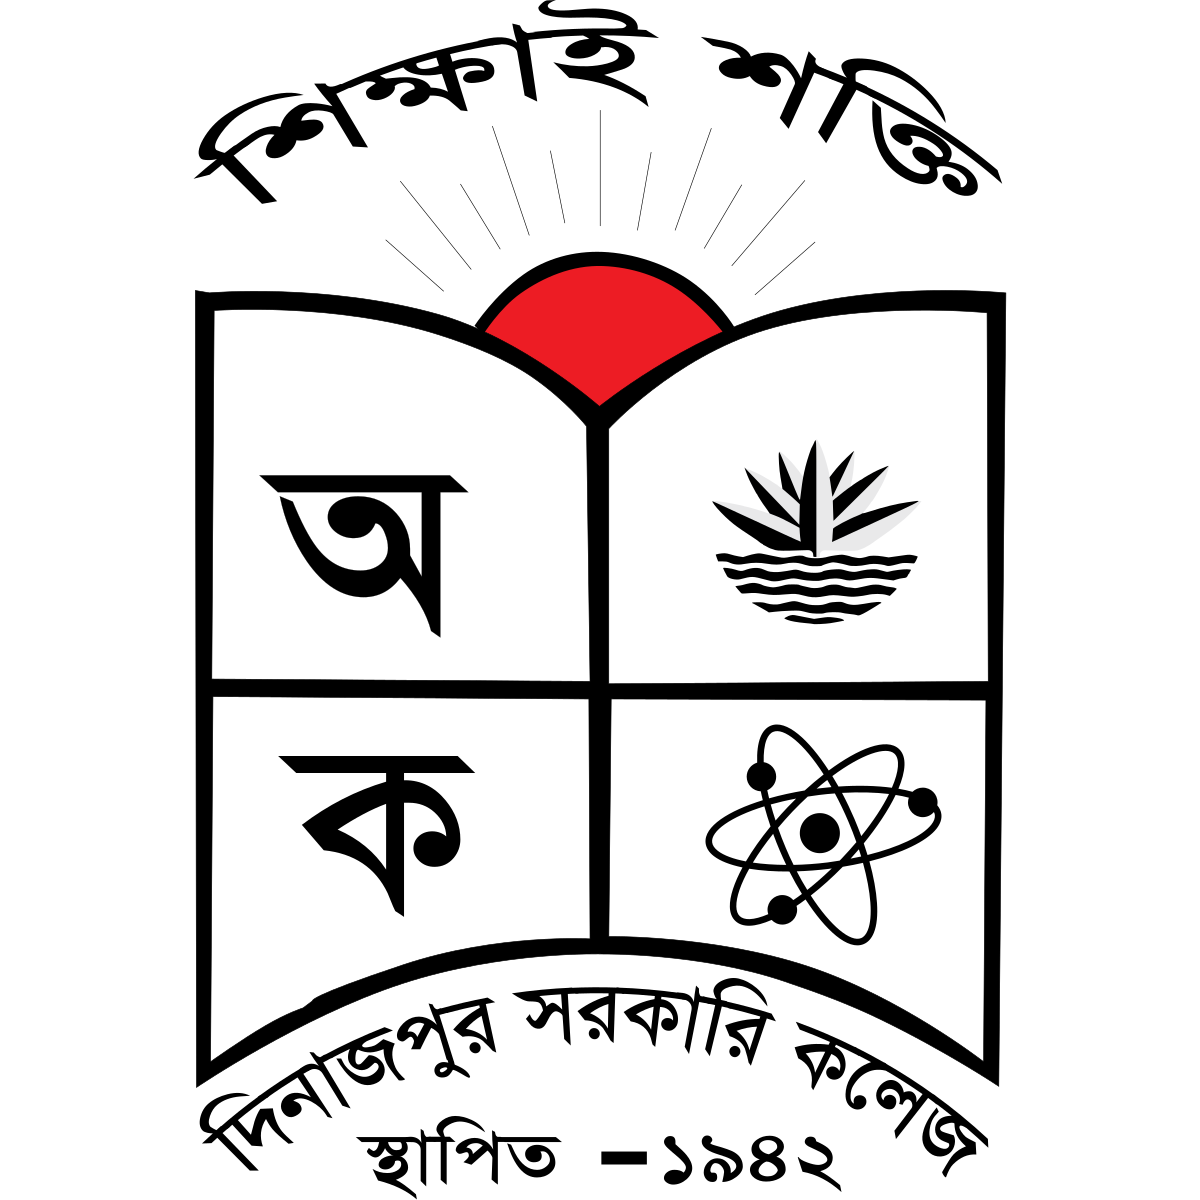 শিক্ষাই শক্তি
অ
ক
দিনাজপুর সরকারি কলেজ
স্থাপিত -১৯৪২